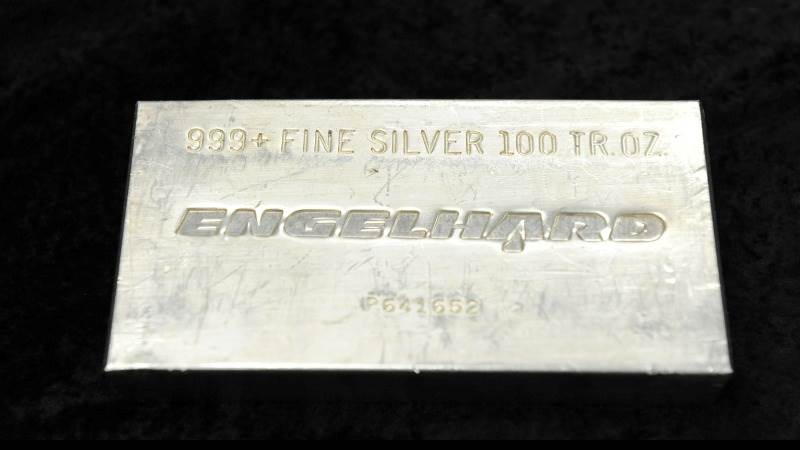 999+ FINE SILVER 100 TR.OZ.
ENGELHARD
P641652